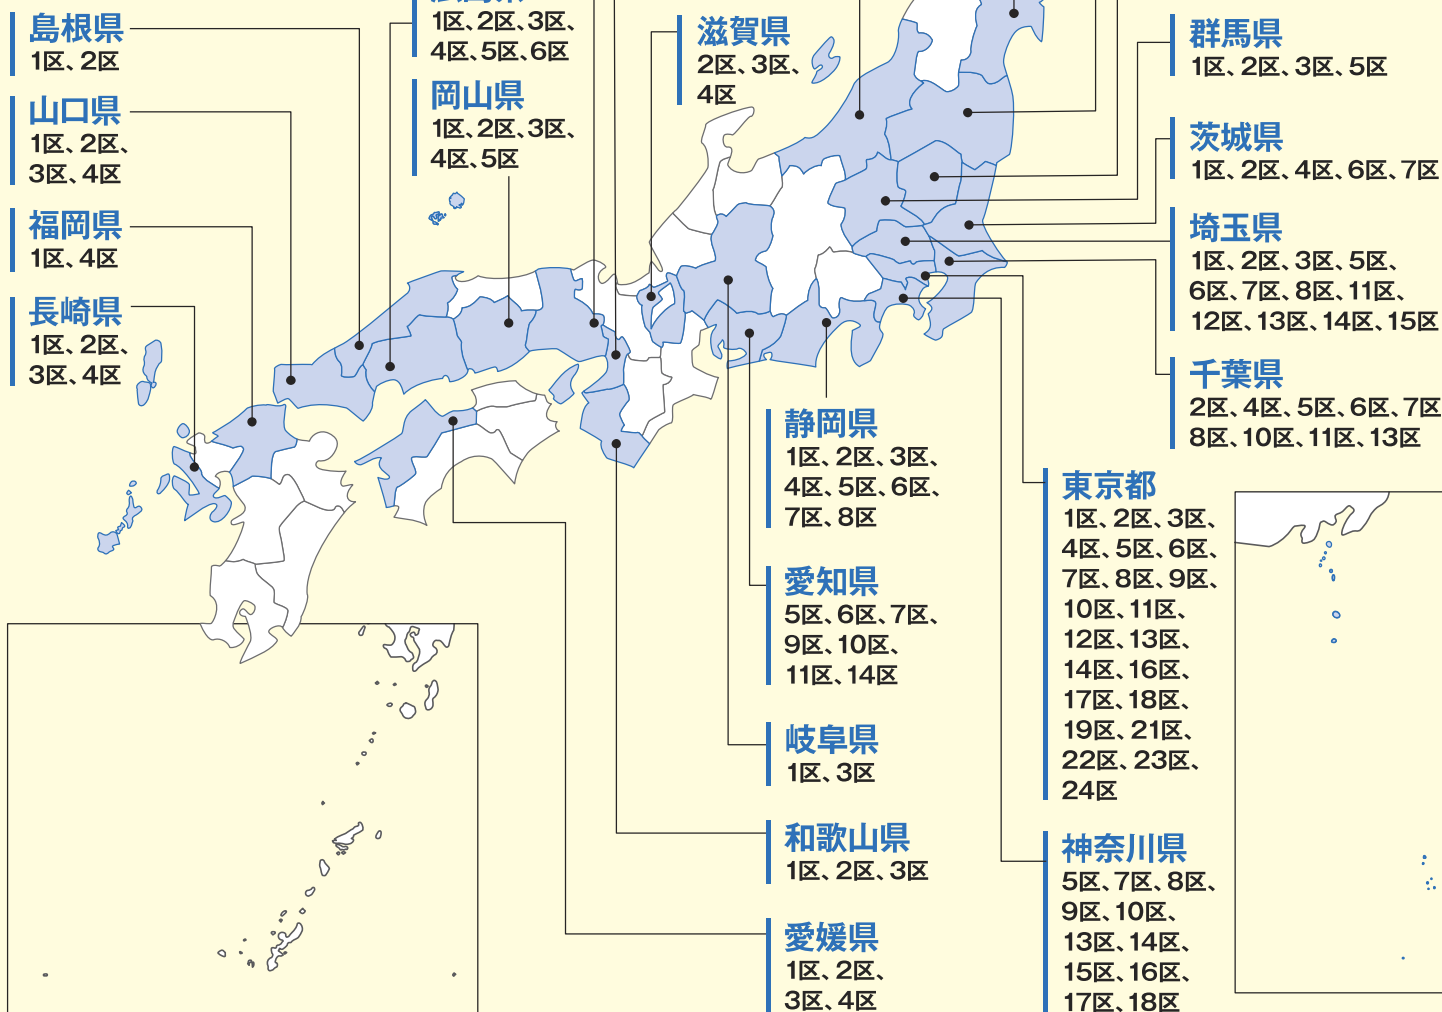 島根県
1区、2区
山口県
1区、2区、
3区、4区
福岡県
1区、4区
長崎県
1区、2区、
3区、4区
1区、2区、3区、
4区、5区、6区
岡山県
1区、2区、3区、
4区、5区
滋賀県
2区、3区、
4区
群馬県
1区、2区、3区、5区
茨城県
1区、2区、4区、6区、7区
埼玉県
1区、2区、3区、5区、
6区、7区、8区、11区、
12区、13区、14区、15区
千葉県
2区、4区、5区、6区、7区
8区、10区、11区、13区
静岡県
1区、2区、3区、
4区、5区、6区、
7区、8区
愛知県
5区、6区、7区、
9区、10区、
11区、14区
岐阜県
1区、3区
和歌山県
1区、2区、3区
愛媛県
1区、2区、
3区、4区
東京都
1区、2区、3区、
4区、5区、6区、
7区、8区、9区、
10区、11区、
12区、13区、
14区、16区、
17区、18区、
19区、21区、
22区、23区、
24区
神奈川県
5区、7区、8区、
9区、10区、
13区、14区、
15区、16区、
17区、18区